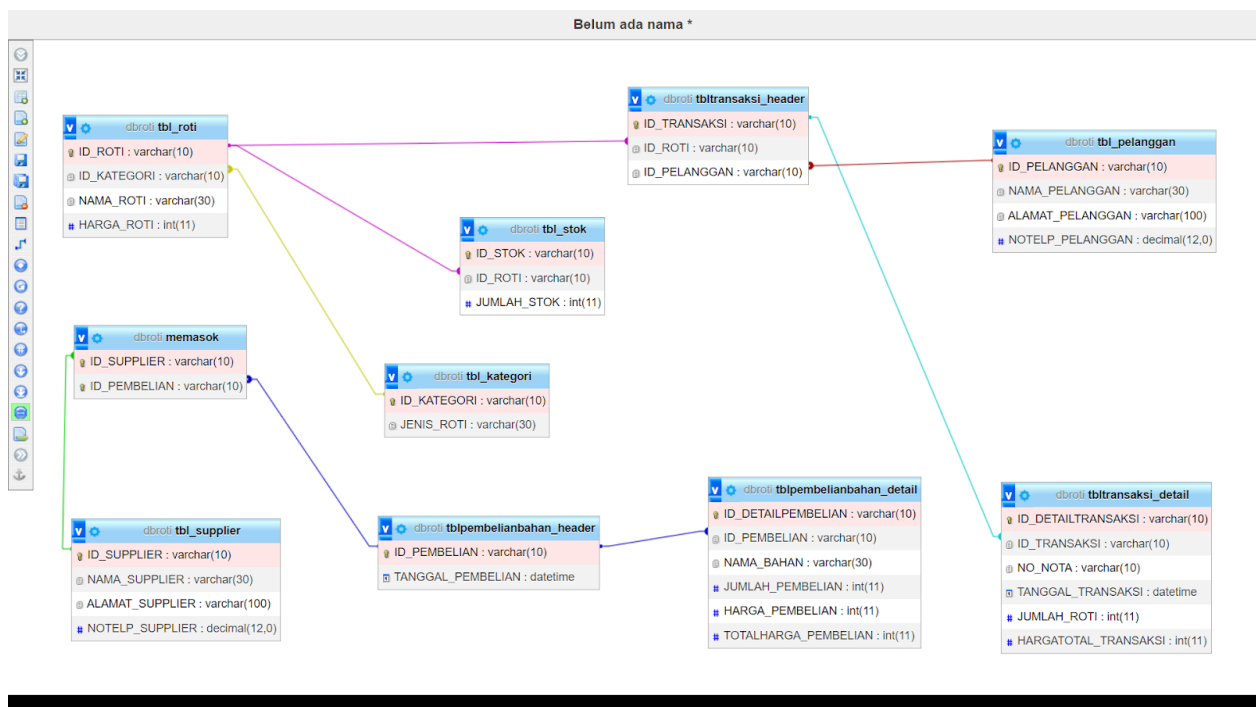 Belum ada nama *
dbroti tbl_roti
ID_ROTI : varchar(10)
ID_KATEGORI : varchar(10)
NAMA_ROTI : varchar(30)
# HARGA_ROTI : int(11)
dbroti tbltransaksi_header
ID_TRANSAKSI : varchar(10)
ID_ROTI : varchar(10)
ID_PELANGGAN : varchar(10)
dbroti tbl_pelanggan
ID_PELANGGAN : varchar(10)
NAMA_PELANGGAN : varchar(30)
ALAMAT_PELANGGAN : varchar(100)
# NOTELP_PELANGGAN : decimal(12,0)
dbroti tbl_stok
ID_STOK : varchar(10)
ID_ROTI : varchar(10)
# JUMLAH_STOK : int(11)
dbroti memasok
ID_SUPPLIER : varchar(10)
ID_PEMBELIAN : varchar(10)
dbroti tbl_kategori
ID_KATEGORI : varchar(10)
JENIS_ROTI : varchar(30)
dbroti tbl_supplier
ID_SUPPLIER : varchar(10)
NAMA_SUPPLIER : varchar(30)
ALAMAT_SUPPLIER : varchar(100)
# NOTELP_SUPPLIER : decimal(12,0)
dbroti tblpembelianbahan_header
ID_PEMBELIAN : varchar(10)
TANGGAL_PEMBELIAN : datetime
dbroti tblpembelianbahan_detail
ID_DETAILPEMBELIAN : varchar(10)
ID_PEMBELIAN : varchar(10)
NAMA_BAHAN : varchar(30)
# JUMLAH_PEMBELIAN : int(11)
# HARGA_PEMBELIAN : int(11)
# TOTALHARGA_PEMBELIAN : int(11)
dbroti tbltransaksi_detail
ID_DETAILTRANSAKSI : varchar(10)
ID_TRANSAKSI : varchar(10)
NO_NOTA : varchar(10)
TANGGAL_TRANSAKSI : datetime
# JUMLAH_ROTI : int(11)
# HARGATOTAL_TRANSAKSI : int(11)